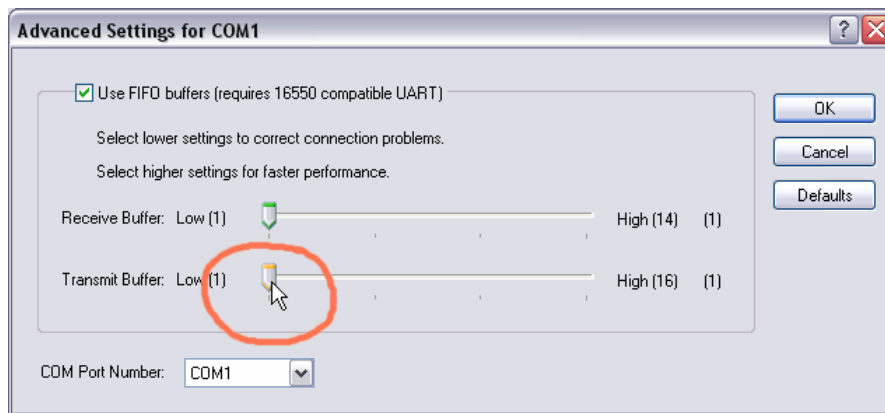 Advanced Settings for COM1
Use FIFO buffers (requires 16550 compatible UART)
OK
Select lower settings to correct connection problems.
Cancel
Select higher settings for faster performance.
Defaults
Receive Buffer: Low (1) High (14) (1)
Transmit Buffer: Low (1) High (16) (1)
COM Port Number: COM1